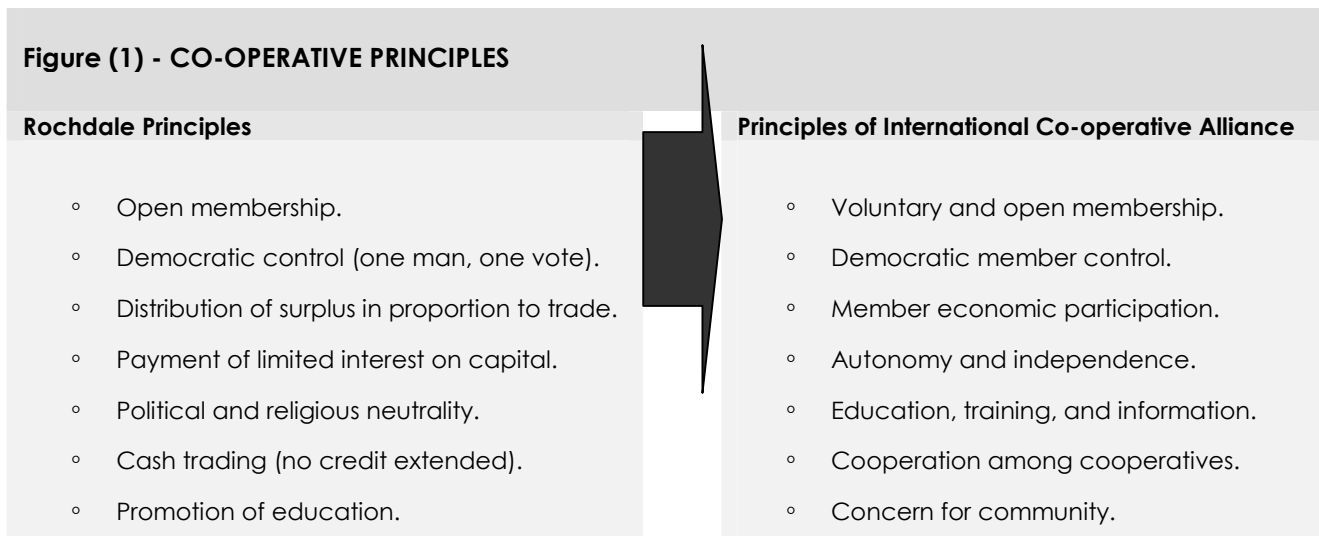 Figure (1) - CO-OPERATIVE PRINCIPLES
Rochdale Principles
◦ Open membership.
◦ Democratic control (one man, one vote).
◦ Distribution of surplus in proportion to trade.
◦ Payment of limited interest on capital.
◦ Political and religious neutrality.
◦ Cash trading (no credit extended).
◦ Promotion of education.
Principles of International Co-operative Alliance
◦ Voluntary and open membership.
◦ Democratic member control.
◦ Member economic participation.
◦ Autonomy and independence.
◦ Education, training, and information.
◦ Cooperation among cooperatives.
◦ Concern for community.